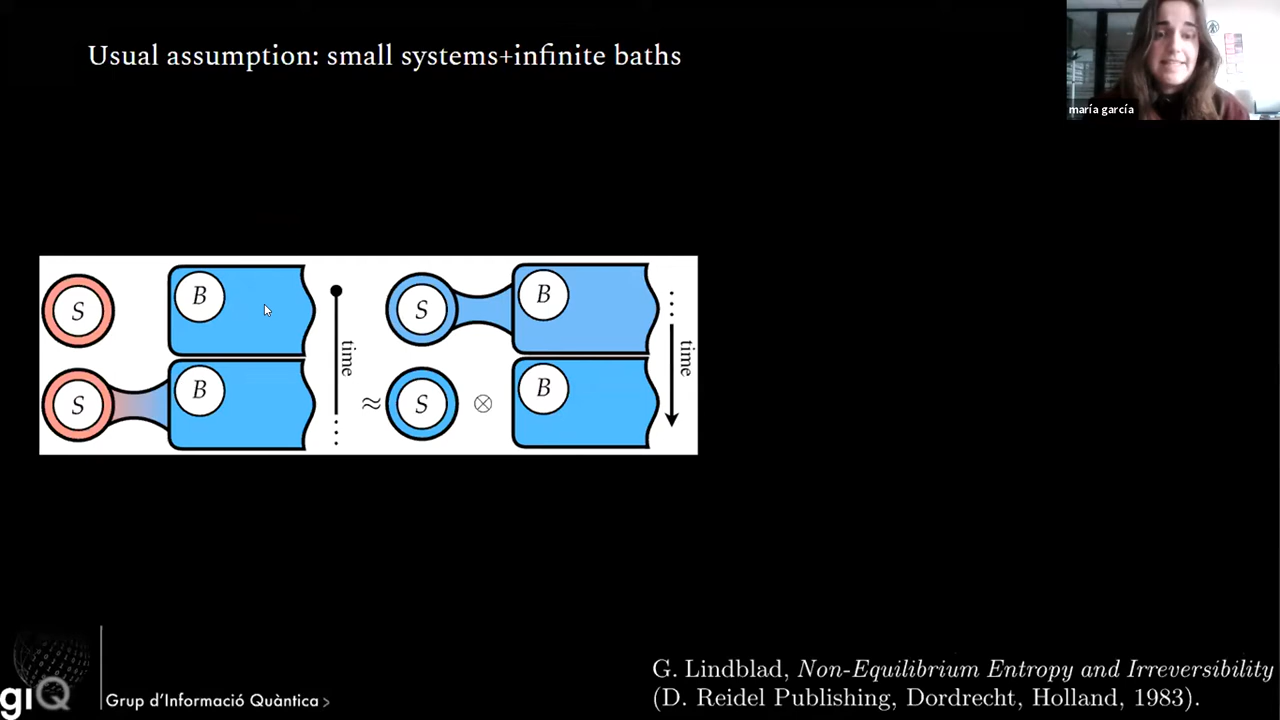 Usual assumption: small systems+infinite baths
maría garcía
S
B
time
S
B
⋮
time
S
B
⋮
≈
S
⊗
B
G. Lindblad, Non-Equilibrium Entropy and Irreversibility
(D. Reidel Publishing, Dordrecht, Holland, 1983).
giQ
Grup d’Informació Quàntica >